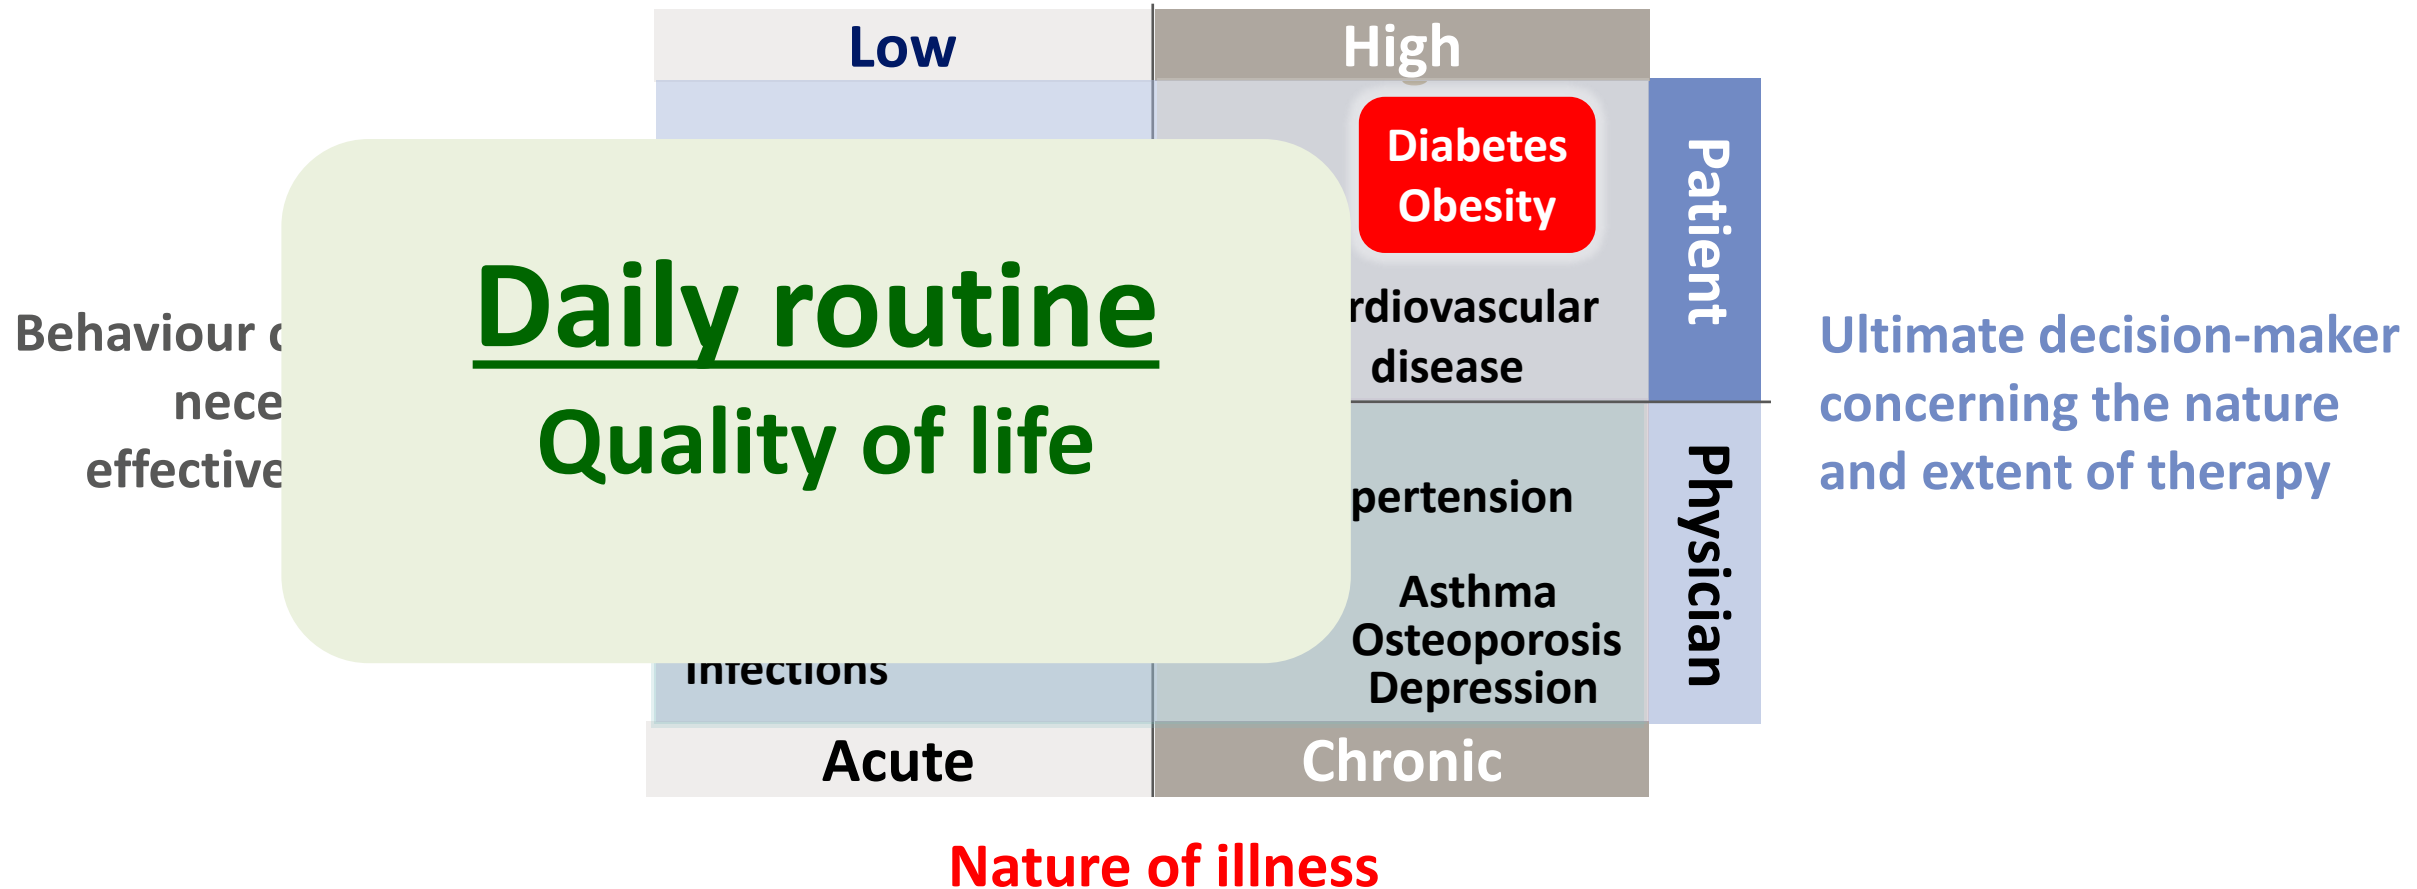 Low
High
Diabetes
Obesity
rdiovascular
disease
Patient
Behaviour
nece
effective
Daily routine
Quality of life
Ultimate decision-maker
concerning the nature
and extent of therapy
pertension
Physician
Asthma
Osteoporosis
Depression
Infections
Acute
Chronic
Nature of illness